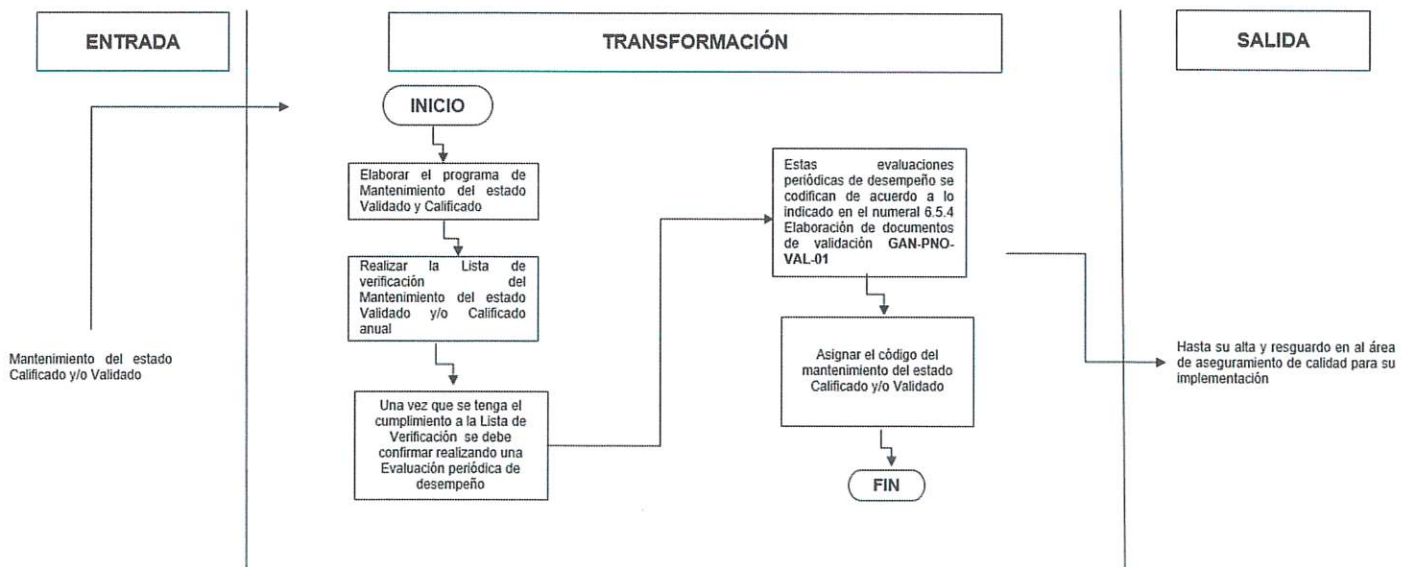 ENTRADA
TRANSFORMACIÓN
SALIDA
INICIO
Elaborar el programa de
Mantenimiento del estado
Validado y Calificado
Realizar la Lista de
verificación del
Mantenimiento del estado
Validado y/o Calificado
anual
Una vez que se tenga el
cumplimiento a la Lista de
Verificación se debe
confirmar realizando una
Evaluación periódica de
desempeño
Estas evaluaciones
periódicas de desempeño se
codifican de acuerdo a lo
indicado en el numeral 6.5.4
Elaboración de documentos
de validación GAN-PNO-
VAL-01
Asignar el código del
mantenimiento del estado
Calificado y/o Validado
FIN
Mantenimiento del estado
Calificado y/o Validado
Hasta su alta y resguardo en al área
de aseguramiento de calidad para su
implementación